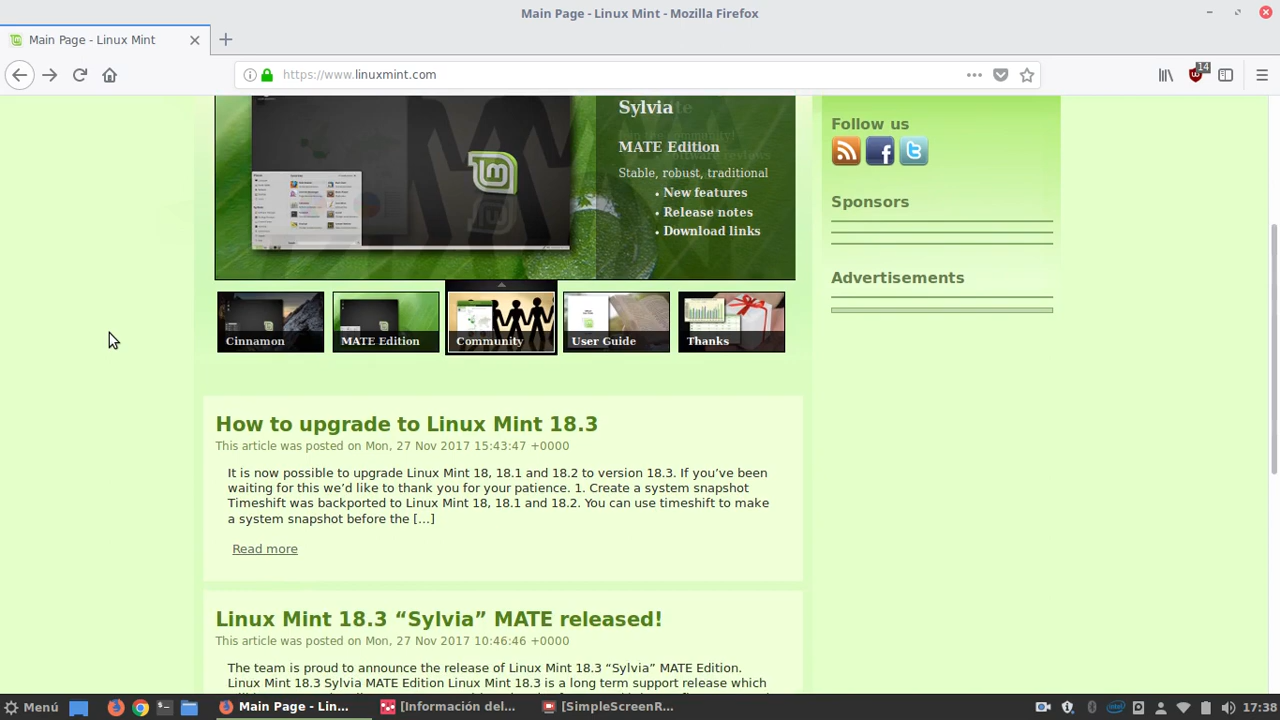 Main Page - Linux Mint - Mozilla Firefox
Main Page - Linux Mint
https://www.linuxmint.com
14
Sylvia
MATE Edition
Stable, robust, traditional
• New features
• Release notes
• Download links
Cinnamon
MATE Edition
Community
User Guide
Thanks
Follow us
Sponsors
Advertisements
How to upgrade to Linux Mint 18.3
This article was posted on Mon, 27 Nov 2017 15:43:47 +0000
It is now possible to upgrade Linux Mint 18, 18.1 and 18.2 to version 18.3. If you’ve been
waiting for this we’d like to thank you for your patience. 1. Create a system snapshot
Timeshift was backported to Linux Mint 18, 18.1 and 18.2. You can use timeshift to make
a system snapshot before the […]
Read more
Linux Mint 18.3 “Sylvia” MATE released!
This article was posted on Mon, 27 Nov 2017 10:46:46 +0000
The team is proud to announce the release of Linux Mint 18.3 “Sylvia” MATE Edition.
Linux Mint 18.3 Sylvia MATE Edition Linux Mint 18.3 is a long term support release which
Menú
Main Page - Lin...
[Información del...
[SimpleScreenR...
17:38